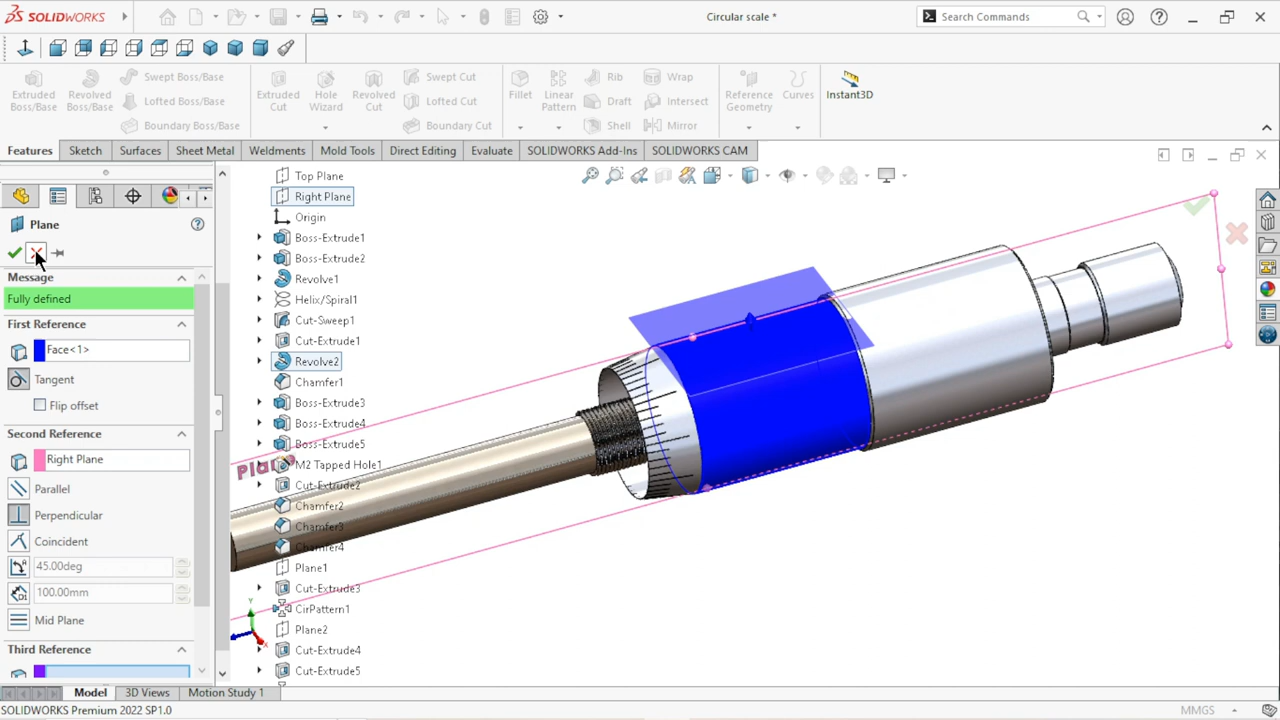 SOLIDWORKS
Circular scale *
Search Commands
Extruded Boss/Base
Revolved Boss/Base
Swept Boss/Base
Lofted Boss/Base
Boundary Boss/Base
Extruded Cut
Hole Wizard
Revolved Cut
Swept Cut
Lofted Cut
Boundary Cut
Fillet
Linear Pattern
Rib
Draft
Shell
Wrap
Intersect
Mirror
Reference Geometry
Curves
Instant3D
Features
Sketch
Surfaces
Sheet Metal
Weldments
Mold Tools
Direct Editing
Evaluate
SOLIDWORKS Add-Ins
SOLIDWORKS CAM
Plane
Message
Fully defined
First Reference
Face<1>
Tangent
Flip offset
Second Reference
Right Plane
Parallel
Perpendicular
Coincident
45.00deg
100.00mm
Mid Plane
Third Reference
Top Plane
Right Plane
Origin
Boss-Extrude1
Boss-Extrude2
Revolve1
Helix/Spiral1
Cut-Sweep1
Cut-Extrude1
Revolve2
Chamfer1
Boss-Extrude3
Boss-Extrude4
Boss-Extrude5
M2 Tapped Hole1
Cut-Extrude2
Chamfer2
Chamfer3
Chamfer4
Plane1
Cut-Extrude3
CirPattern1
Plane2
Cut-Extrude4
Cut-Extrude5
Y
X
Model
3D Views
Motion Study 1
SOLIDWORKS Premium 2022 SP1.0
MMGS